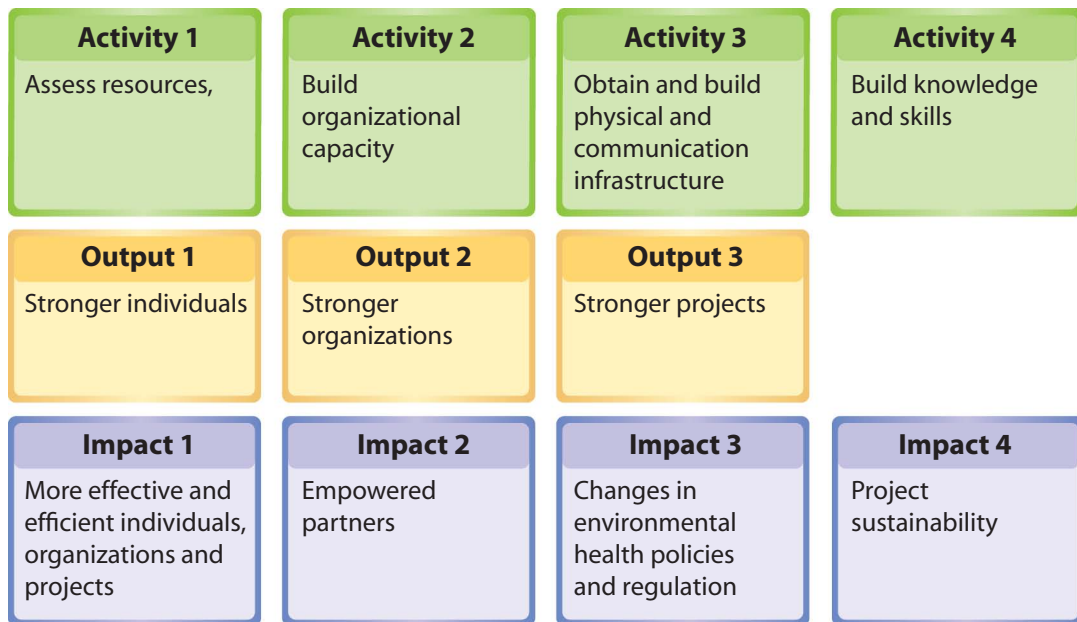 Activity 1
Assess resources,
Activity 2
Build
organizational
capacity
Activity 3
Obtain and build
physical and
communication
infrastructure
Activity 4
Build knowledge
and skills
Output 1
Stronger individuals
Output 2
Stronger
organizations
Output 3
Stronger projects
Impact 1
More effective and
efficient individuals,
organizations and
projects
Impact 2
Empowered
partners
Impact 3
Changes in
environmental
health policies
and regulation
Impact 4
Project
sustainability